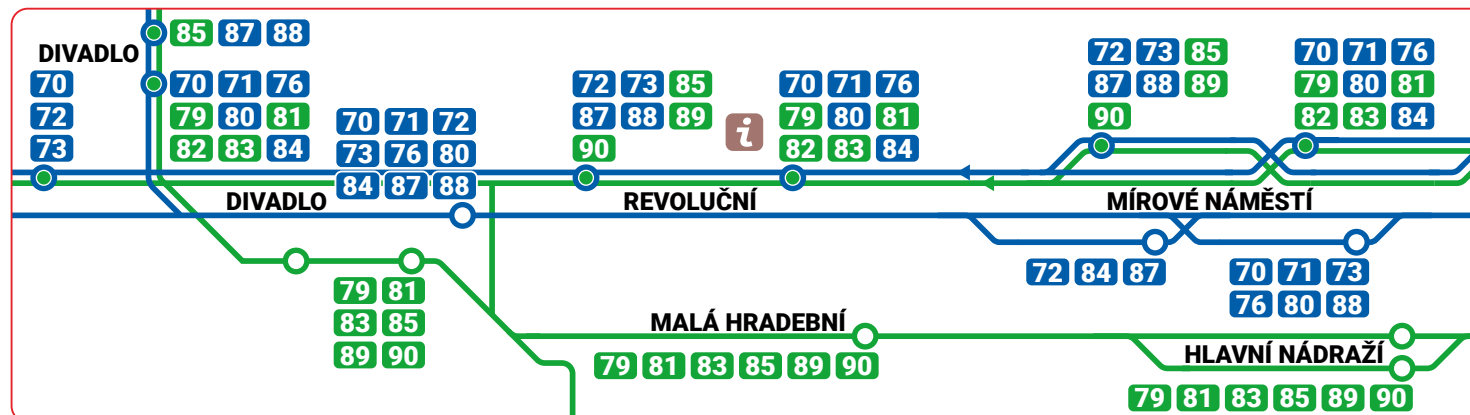 85 87 88
DIVADLO
70
72
73
70 71 76
79 80 81
82 83 84
70 71 72
73 76 80
84 87 88
DIVADLO
79 81
83 85
89 90
72 73 85
87 88 89
90
i
70 71 76
79 80 81
82 83 84
REVOLUČNÍ
72 73 85
87 88 89
90
70 71 76
79 80 81
82 83 84
MÍROVÉ NÁMĚSTÍ
72 84 87
70 71 73
76 80 88
MALÁ HRADEBNÍ
79 81 83 85 89 90
HLAVNÍ NÁDRAŽÍ
79 81 83 85 89 90